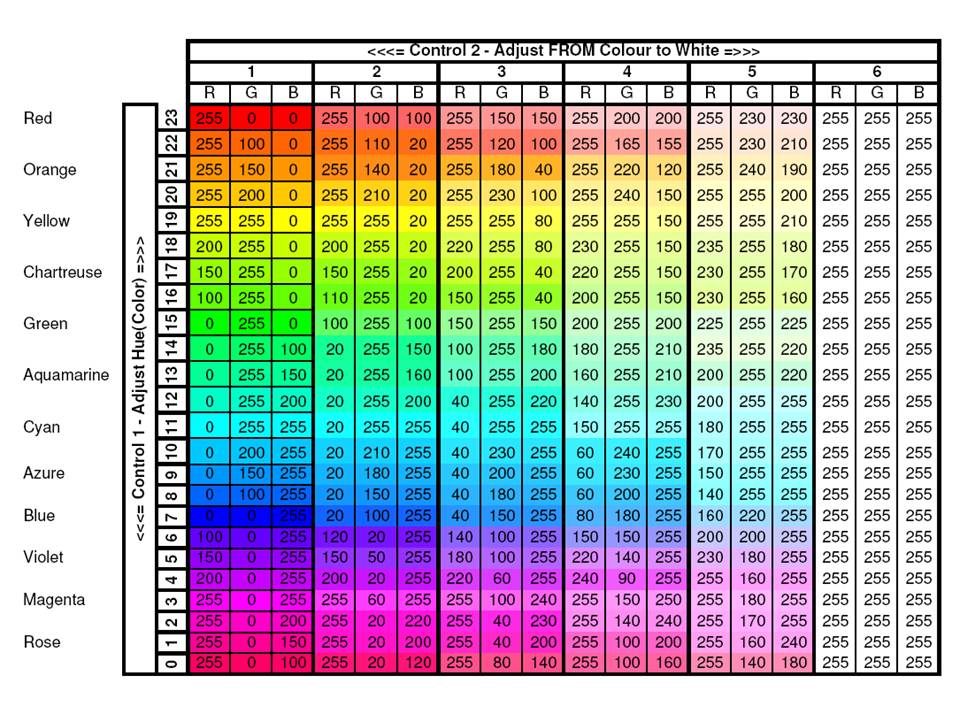 <<<= Control 2 - Adjust FROM Colour to White =>>>
1 2 3 4 5 6
R G B R G B R G B R G B R G B R G B
<<<= Control 1 - Adjust Hue(Color) =>>>
Red 23 255 0 0 255 100 100 255 150 150 255 200 200 255 230 230 255 255 255
22 255 100 0 255 110 20 255 120 100 255 165 155 255 230 210 255 255 255
Orange 21 255 150 0 255 140 20 255 180 40 255 220 120 255 240 190 255 255 255
20 255 200 0 255 210 20 255 230 100 255 240 150 255 255 200 255 255 255
Yellow 19 255 255 0 255 255 20 255 255 80 255 255 150 255 255 210 255 255 255
18 200 255 0 200 255 20 220 255 80 230 255 150 235 255 180 255 255 255
Chartreuse 17 150 255 0 150 255 20 200 255 40 220 255 150 230 255 170 255 255 255
16 100 255 0 110 255 20 150 255 40 200 255 150 230 255 160 255 255 255
Green 15 0 255 0 100 255 100 150 255 150 200 255 200 225 255 225 255 255 255
14 0 255 100 20 255 150 100 255 180 180 255 210 235 255 220 255 255 255
Aquamarine 13 0 255 150 20 255 160 100 255 200 160 255 210 200 255 220 255 255 255
12 0 255 200 20 255 200 40 255 220 140 255 230 200 255 255 255 255 255
Cyan 11 0 255 255 20 255 255 40 255 255 150 255 255 180 255 255 255 255 255
10 0 200 255 20 210 255 40 230 255 60 240 255 170 255 255 255 255 255
Azure 9 0 150 255 20 180 255 40 200 255 60 230 255 150 255 255 255 255 255
8 0 100 255 20 150 255 40 180 255 60 200 255 140 255 255 255 255 255
Blue 7 0 0 255 20 100 255 40 150 255 80 180 255 160 220 255 255 255 255
6 100 0 255 120 20 255 140 100 255 150 150 255 200 200 255 255 255 255
Violet 5 150 0 255 150 50 255 180 100 255 220 140 255 230 180 255 255 255 255
4 200 0 255 200 20 255 220 60 255 240 90 255 255 160 255 255 255 255
Magenta 3 255 0 255 255 60 255 255 100 240 255 150 250 255 180 255 255 255 255
2 255 0 200 255 20 220 255 40 230 255 140 240 255 170 255 255 255 255
Rose 1 255 0 150 255 20 200 255 40 200 255 100 200 255 160 240 255 255 255
0 255 0 100 255 20 120 255 80 140 255 100 160 255 140 180 255 255 255